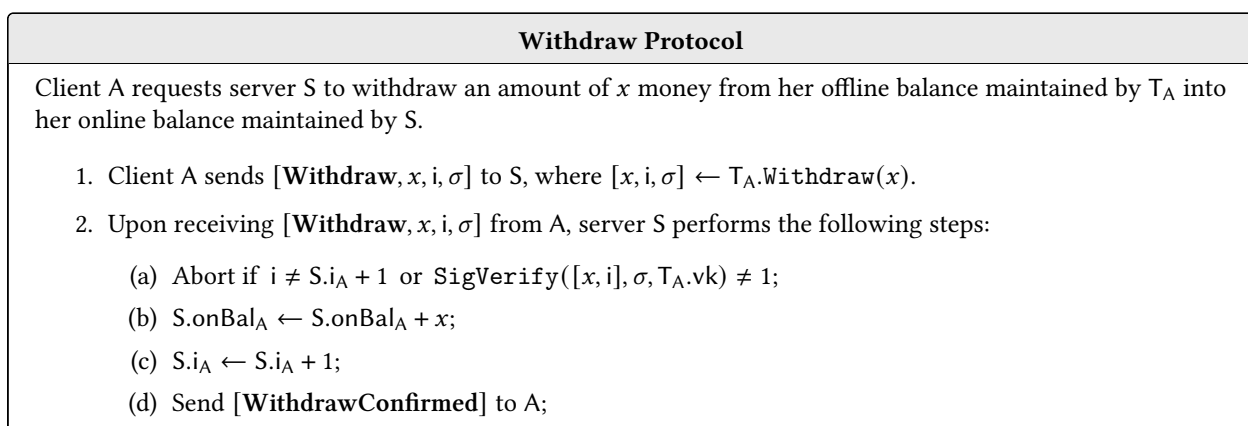 Withdraw Protocol
Client A requests server S to withdraw an amount of x money from her offline balance maintained by T_A into
her online balance maintained by S.
1. Client A sends [Withdraw, x, i, σ] to S, where [x, i, σ] ← T_A.Withdraw(x).
2. Upon receiving [Withdraw, x, i, σ] from A, server S performs the following steps:
(a) Abort if i ≠ S.i_A + 1 or SigVerify([x, i], σ, T_A.vk) ≠ 1;
(b) S.onBal_A ← S.onBal_A + x;
(c) S.i_A ← S.i_A + 1;
(d) Send [WithdrawConfirmed] to A;